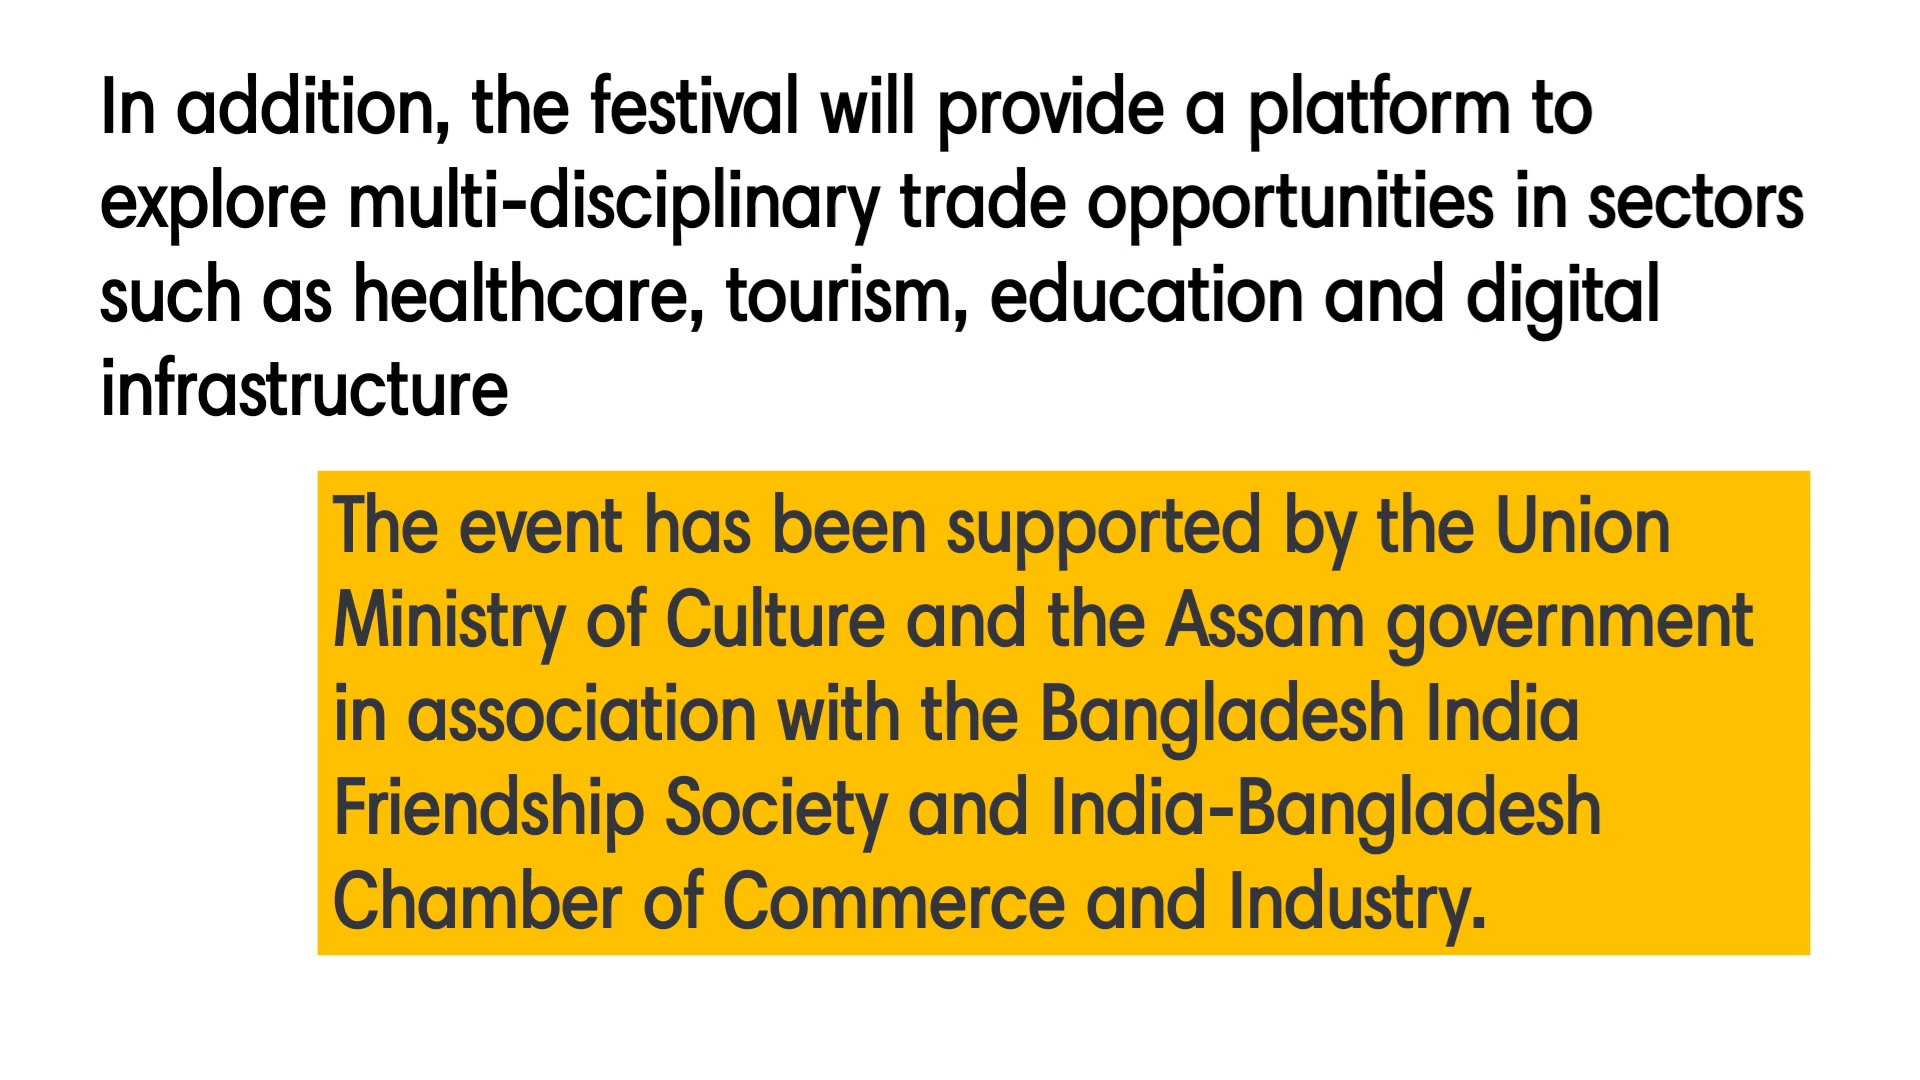 In addition, the festival will provide a platform to
explore multi-disciplinary trade opportunities in sectors
such as healthcare, tourism, education and digital
infrastructure
The event has been supported by the Union
Ministry of Culture and the Assam government
in association with the Bangladesh India
Friendship Society and India-Bangladesh
Chamber of Commerce and Industry.